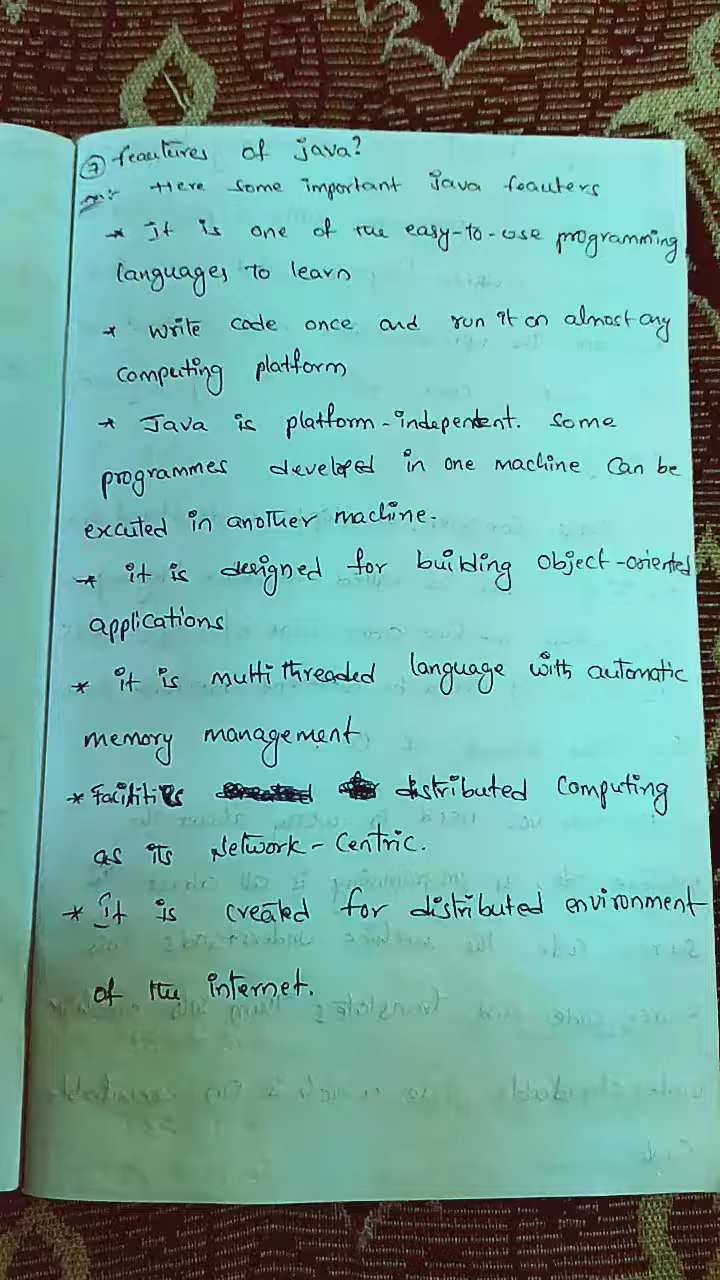 ⑦ feautures of java?
Ans:- Here some important java feauters
* it is one of the easy-to-use programming
languages to learn
* write code once and run it on almost any
computing platform
* Java is platform-independent. some
programmes developed in one machine can be
excuted in another machine.
* it is designed for building object-oriented
applications
* it is multi threaded language with automatic
memory management
* Facilities distributed computing
as its Network-Centric.
* It is created for distributed environment
of the internet.